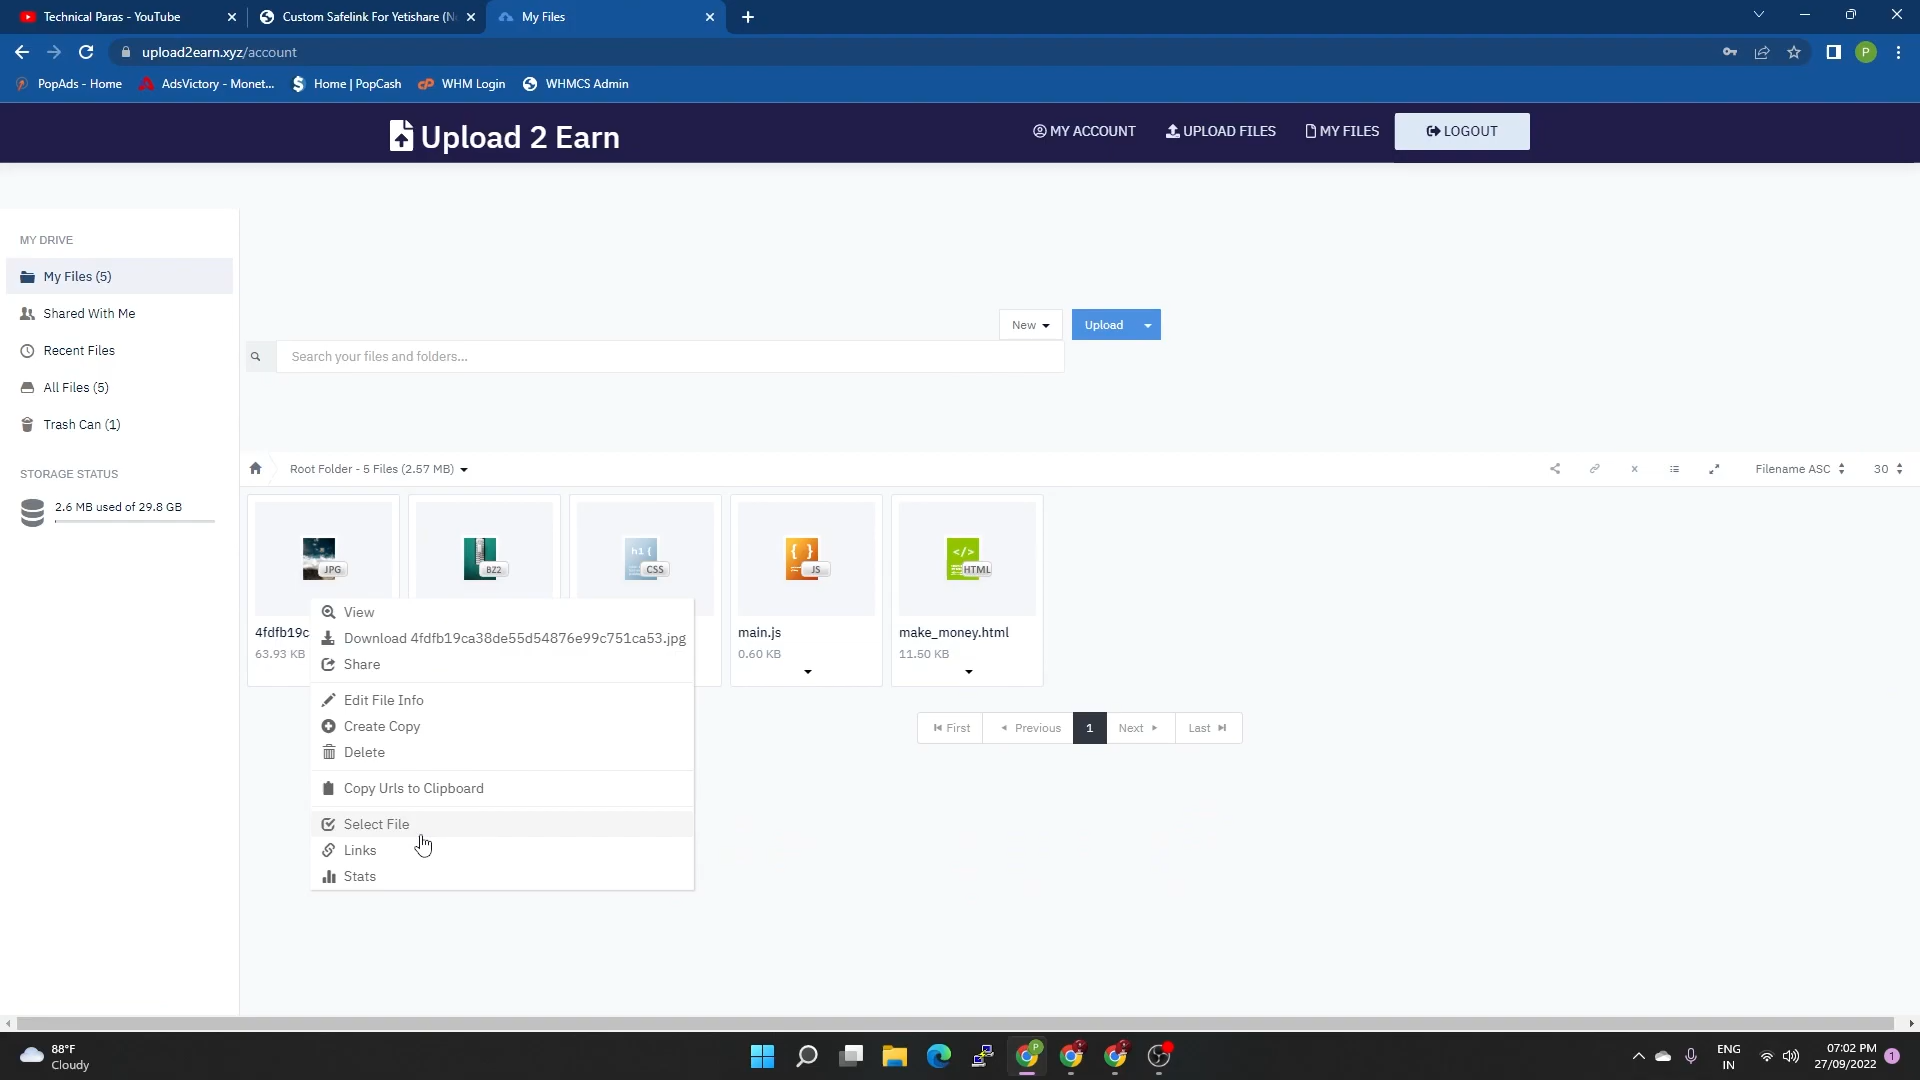 Technical Paras - YouTube
Custom Safelink For Yetishare (N
My Files
upload2earn.xyz/account
PopAds - Home
AdsVictory - Monet...
Home | PopCash
WHM Login
WHMCS Admin
P
Upload 2 Earn
MY ACCOUNT
UPLOAD FILES
MY FILES
LOGOUT
MY DRIVE
My Files (5)
Shared With Me
Recent Files
All Files (5)
Trash Can (1)
STORAGE STATUS
2.6 MB used of 29.8 GB
New
Upload
Search your files and folders...
Root Folder - 5 Files (2.57 MB)
Filename ASC
30
JPG
BZ2
h1 {
CSS
{ }
JS
</>
HTML
4fdfb19c
63.93 KB
main.js
0.60 KB
make_money.html
11.50 KB
View
Download 4fdfb19ca38de55d54876e99c751ca53.jpg
Share
Edit File Info
Create Copy
Delete
Copy Urls to Clipboard
Select File
Links
Stats
First
Previous
1
Next
Last
88°F
Cloudy
P
ENG
IN
07:02 PM
27/09/2022
1